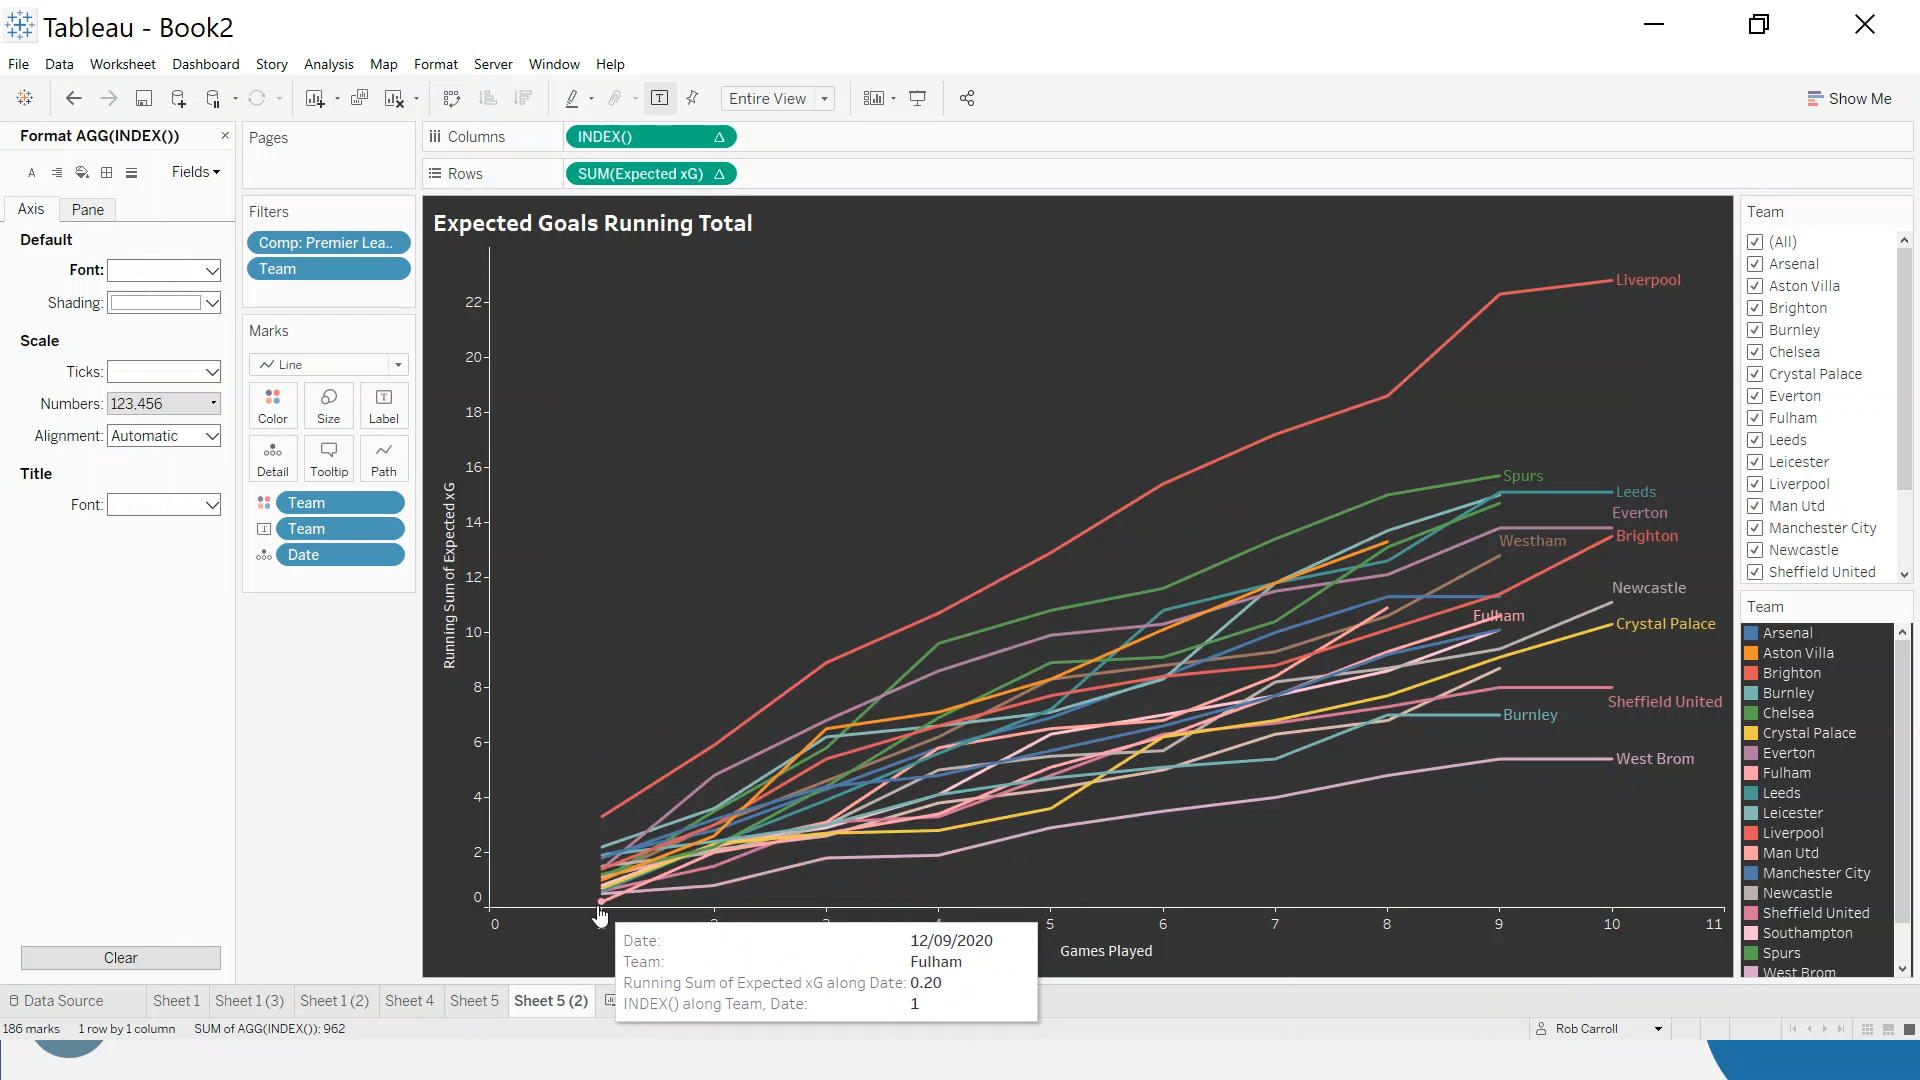 Tableau - Book2
File Data Worksheet Dashboard Story Analysis Map Format Server Window Help
Entire View
Show Me
Format AGG(INDEX())
Fields
Axis Pane
Default
Font:
Shading:
Scale
Ticks:
Numbers: 123.456
Alignment: Automatic
Title
Font:
Clear
Pages
Filters
Comp: Premier Lea..
Team
Marks
Line
Color Size Label
Detail Tooltip Path
Team
Team
Date
Columns INDEX()
Rows SUM(Expected xG)
Expected Goals Running Total
Running Sum of Expected xG
22
20
18
16
14
12
10
8
6
4
2
0
Liverpool
Spurs
Leeds
Everton
Brighton
Westham
Newcastle
Fulham
Crystal Palace
Sheffield United
Burnley
West Brom
0 2 3 4 5 6 7 8 9 10 11
Games Played
Date: 12/09/2020
Team: Fulham
Running Sum of Expected xG along Date: 0.20
INDEX() along Team, Date: 1
Team
(All)
Arsenal
Aston Villa
Brighton
Burnley
Chelsea
Crystal Palace
Everton
Fulham
Leeds
Leicester
Liverpool
Man Utd
Manchester City
Newcastle
Sheffield United
Team
Arsenal
Aston Villa
Brighton
Burnley
Chelsea
Crystal Palace
Everton
Fulham
Leeds
Leicester
Liverpool
Man Utd
Manchester City
Newcastle
Sheffield United
Southampton
Spurs
West Brom
Data Source Sheet 1 Sheet 1 (3) Sheet 1 (2) Sheet 4 Sheet 5 Sheet 5 (2)
186 marks 1 row by 1 column SUM of AGG(INDEX()): 962
Rob Carroll